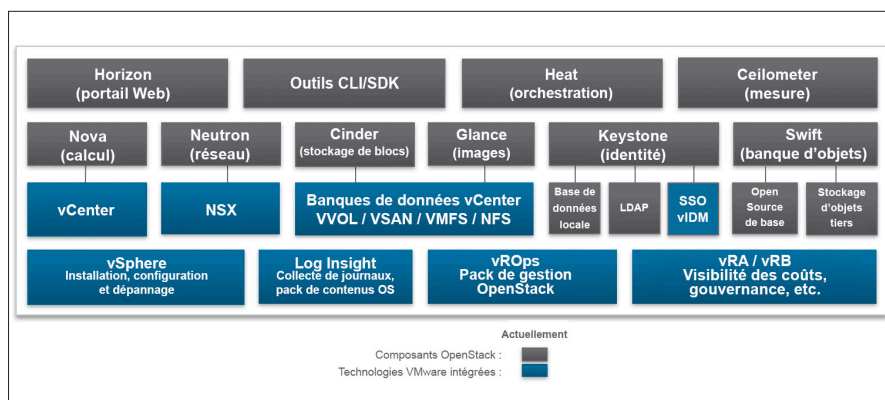 Horizon
(portail Web)
Outils CLI/SDK
Heat
(orchestration)
Ceilometer
(mesure)
Nova
(calcul)
Neutron
(réseau)
Cinder
(stockage de blocs)
Glance
(images)
Keystone
(identité)
Swift
(banque d'objets)
vCenter
NSX
Banques de données vCenter
VVOL / VSAN / VMFS / NFS
Base de
données
locale
LDAP
SSO
vIDM
Open
Source
de base
Stockage
d'objets
tiers
vSphere
Installation, configuration
et dépannage
Log Insight
Collecte de journaux,
pack de contenus OS
vROps
Pack de gestion
OpenStack
vRA / vRB
Visibilité des coûts,
gouvernance, etc.
Actuellement
Composants OpenStack :
Technologies VMware intégrées :